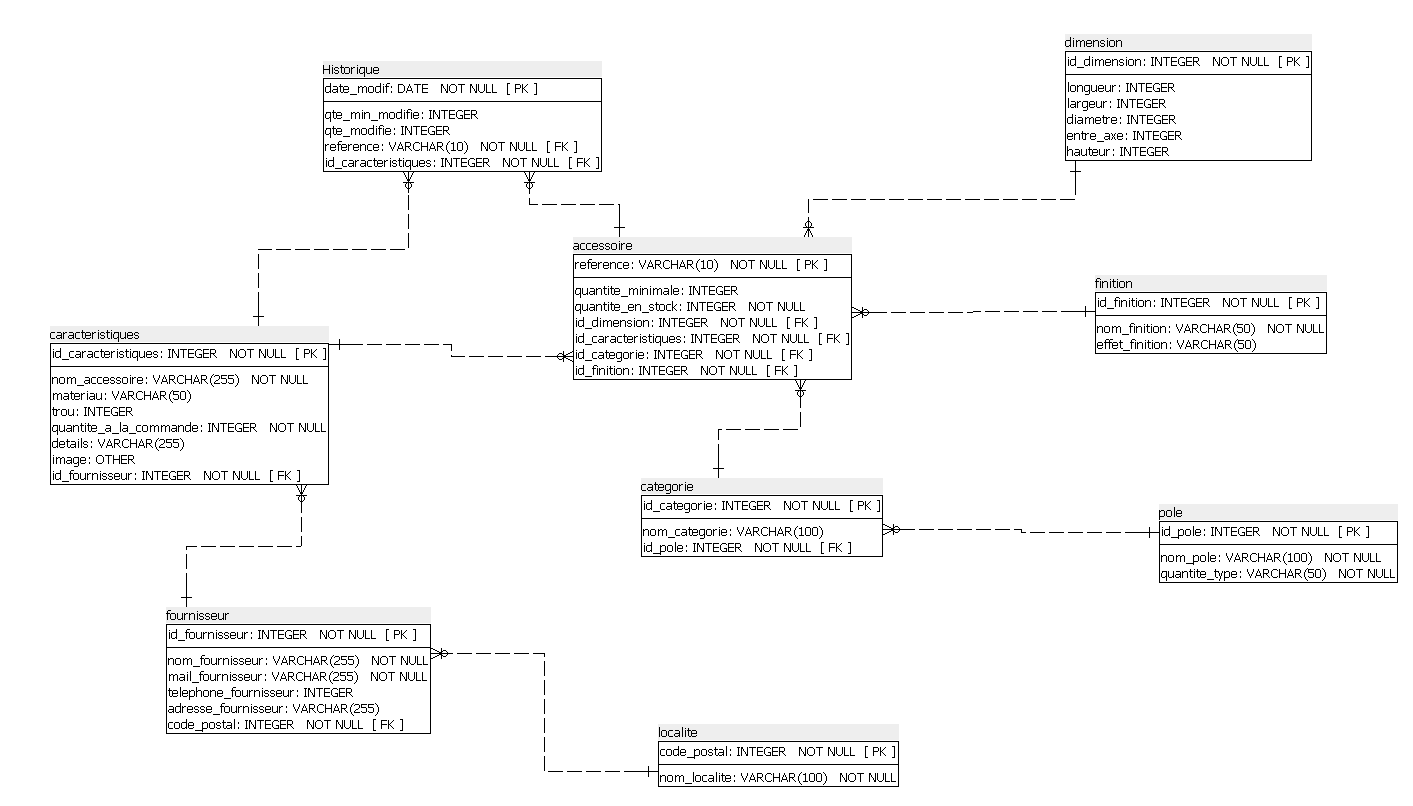 dimension
id_dimension: INTEGER NOT NULL [ PK ]
longueur: INTEGER
largeur: INTEGER
diametre: INTEGER
entre_axe: INTEGER
hauteur: INTEGER
Historique
date_modif: DATE NOT NULL [ PK ]
qte_min_modifie: INTEGER
qte_modifie: INTEGER
reference: VARCHAR(10) NOT NULL [ FK ]
id_caracteristiques: INTEGER NOT NULL [ FK ]
accessoire
reference: VARCHAR(10) NOT NULL [ PK ]
quantite_minimale: INTEGER
quantite_en_stock: INTEGER NOT NULL
id_dimension: INTEGER NOT NULL [ FK ]
id_caracteristiques: INTEGER NOT NULL [ FK ]
id_categorie: INTEGER NOT NULL [ FK ]
id_finition: INTEGER NOT NULL [ FK ]
finition
id_finition: INTEGER NOT NULL [ PK ]
nom_finition: VARCHAR(50) NOT NULL
effet_finition: VARCHAR(50)
caracteristiques
id_caracteristiques: INTEGER NOT NULL [ PK ]
nom_accessoire: VARCHAR(255) NOT NULL
materiau: VARCHAR(50)
trou: INTEGER
quantite_a_la_commande: INTEGER NOT NULL
details: VARCHAR(255)
image: OTHER
id_fournisseur: INTEGER NOT NULL [ FK ]
categorie
id_categorie: INTEGER NOT NULL [ PK ]
nom_categorie: VARCHAR(100)
id_pole: INTEGER NOT NULL [ FK ]
pole
id_pole: INTEGER NOT NULL [ PK ]
nom_pole: VARCHAR(100) NOT NULL
quantite_type: VARCHAR(50) NOT NULL
fournisseur
id_fournisseur: INTEGER NOT NULL [ PK ]
nom_fournisseur: VARCHAR(255) NOT NULL
mail_fournisseur: VARCHAR(255) NOT NULL
telephone_fournisseur: INTEGER
adresse_fournisseur: VARCHAR(255)
code_postal: INTEGER NOT NULL [ FK ]
localite
code_postal: INTEGER NOT NULL [ PK ]
nom_localite: VARCHAR(100) NOT NULL